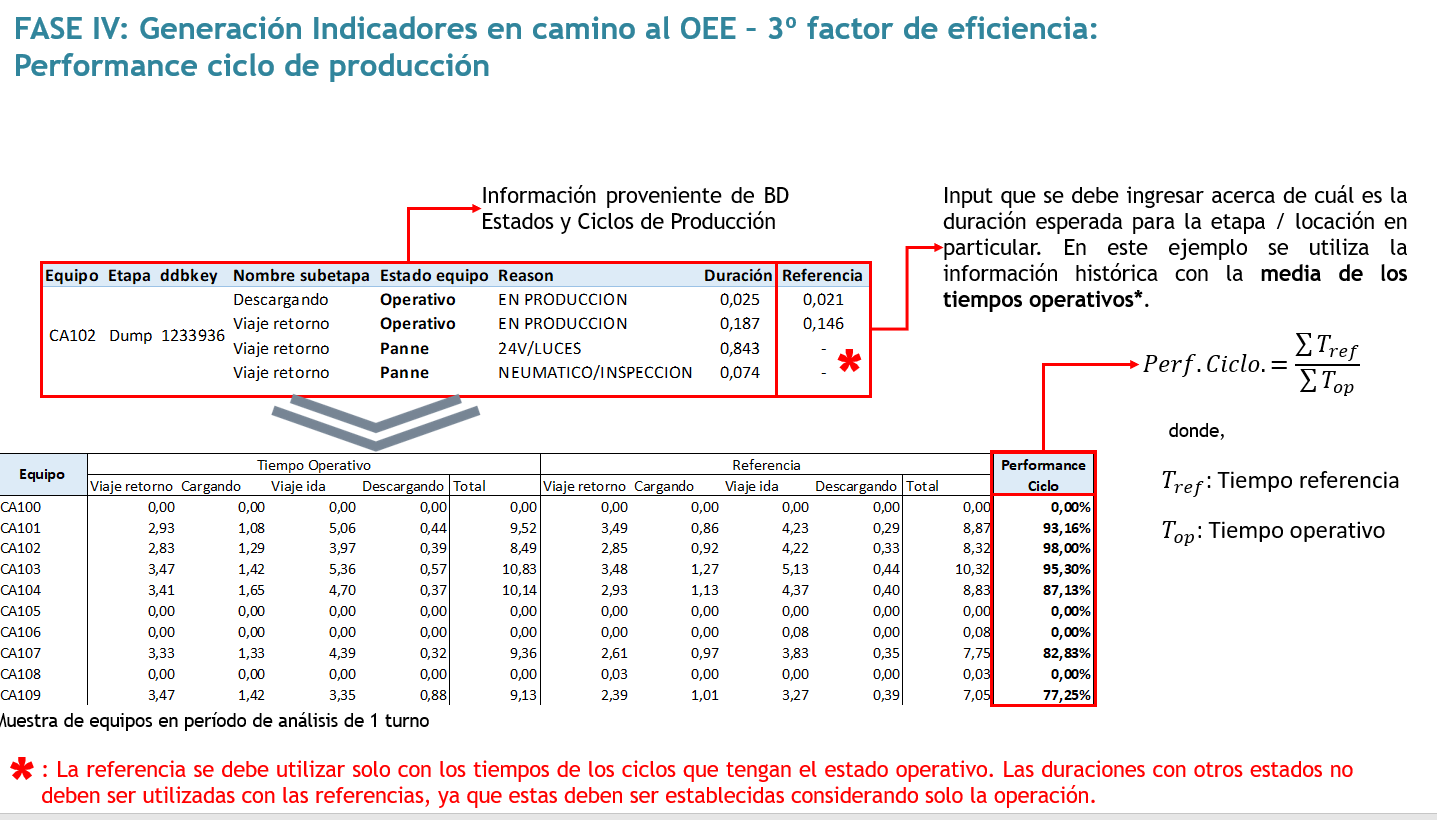 FASE IV: Generación Indicadores en camino al OEE – 3º factor de eficiencia:
Performance ciclo de producción
Información proveniente de BD
Estados y Ciclos de Producción
Input que se debe ingresar acerca de cuál es la
duración esperada para la etapa / locación en
particular. En este ejemplo se utiliza la
información histórica con la media de los
tiempos operativos*.
Equipo Etapa ddbkey Nombre subetapa Estado equipo Reason Duración Referencia
Descargando Operativo EN PRODUCCION 0,025 0,021
Viaje retorno Operativo EN PRODUCCION 0,187 0,146
CA102 Dump 1233936
Viaje retorno Panne 24V/LUCES 0,843 -
Viaje retorno Panne NEUMATICO/INSPECCION 0,074 -
*
Perf. Ciclo. = ∑ T_ref / ∑ T_op
donde,
T_ref: Tiempo referencia
T_op: Tiempo operativo
Equipo Tiempo Operativo Referencia Performance Ciclo
Viaje retorno Cargando Viaje ida Descargando Total Viaje retorno Cargando Viaje ida Descargando Total
CA100 0,00 0,00 0,00 0,00 0,00 0,00 0,00 0,00 0,00 0,00 0,00%
CA101 2,93 1,08 5,06 0,44 9,52 3,49 0,86 4,23 0,29 8,87 93,16%
CA102 2,83 1,29 3,97 0,39 8,49 2,85 0,92 4,22 0,33 8,32 98,00%
CA103 3,47 1,42 5,36 0,57 10,83 3,48 1,27 5,13 0,44 10,32 95,30%
CA104 3,41 1,65 4,70 0,37 10,14 2,93 1,13 4,37 0,40 8,83 87,13%
CA105 0,00 0,00 0,00 0,00 0,00 0,00 0,00 0,00 0,00 0,00 0,00%
CA106 0,00 0,00 0,00 0,00 0,00 0,00 0,00 0,08 0,00 0,08 0,00%
CA107 3,33 1,33 4,39 0,32 9,36 2,61 0,97 3,83 0,35 7,75 82,83%
CA108 0,00 0,00 0,00 0,00 0,00 0,03 0,00 0,00 0,00 0,03 0,00%
CA109 3,47 1,42 3,35 0,88 9,13 2,39 1,01 3,27 0,39 7,05 77,25%
Muestra de equipos en período de análisis de 1 turno
* : La referencia se debe utilizar solo con los tiempos de los ciclos que tengan el estado operativo. Las duraciones con otros estados no
deben ser utilizadas con las referencias, ya que estas deben ser establecidas considerando solo la operación.